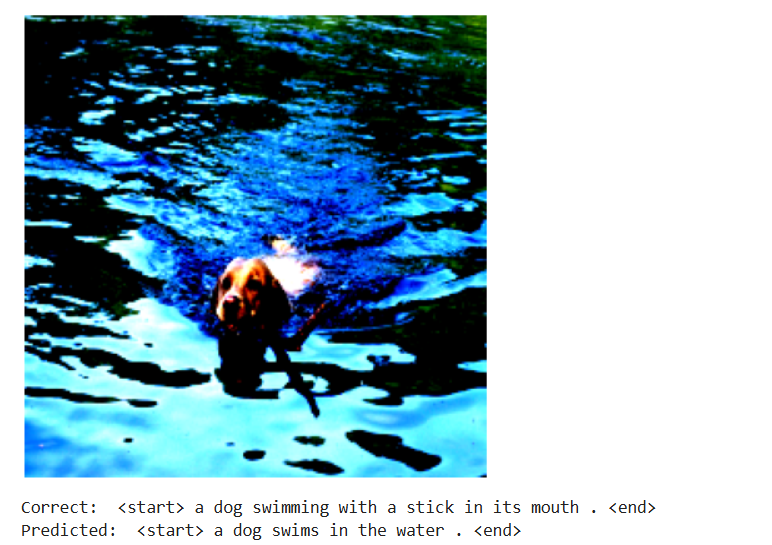 Correct:  <start> a dog swimming with a stick in its mouth . <end>
Predicted:  <start> a dog swims in the water . <end>